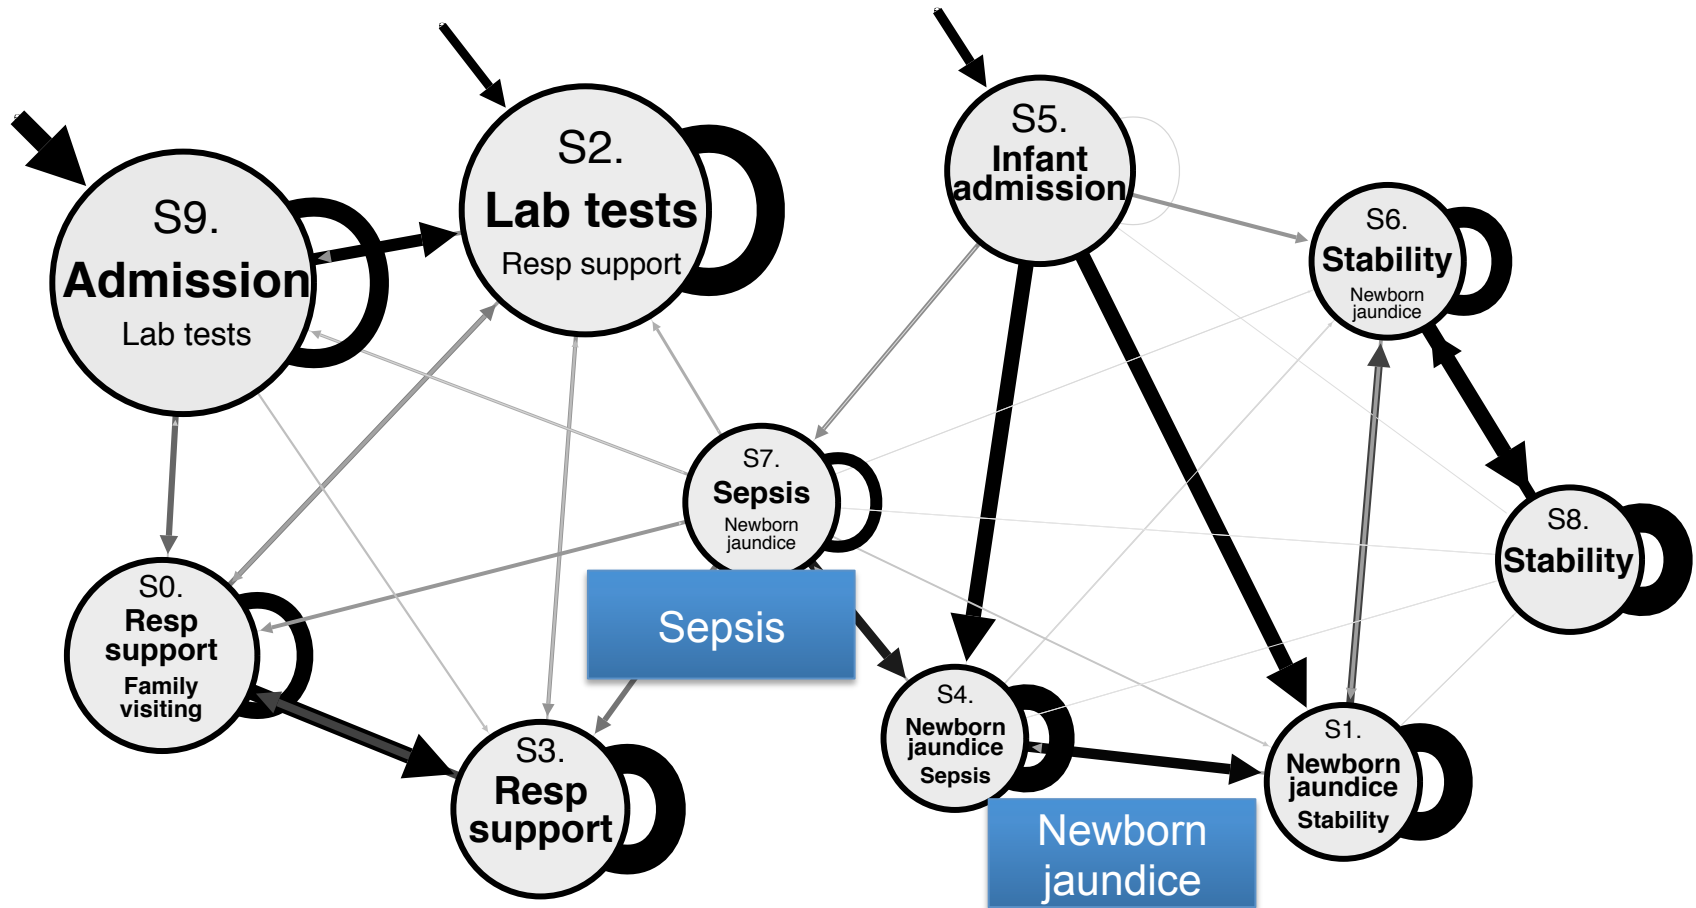 S9.
Admission
Lab tests
S2.
Lab tests
Resp support
S5.
Infant
admission
S6.
Stability
Newborn
jaundice
S7.
Sepsis
Newborn
jaundice
S8.
Stability
S0.
Resp
support
Family
visiting
Sepsis
S3.
Resp
support
S4.
Newborn
jaundice
Sepsis
S1.
Newborn
jaundice
Stability
Newborn
jaundice